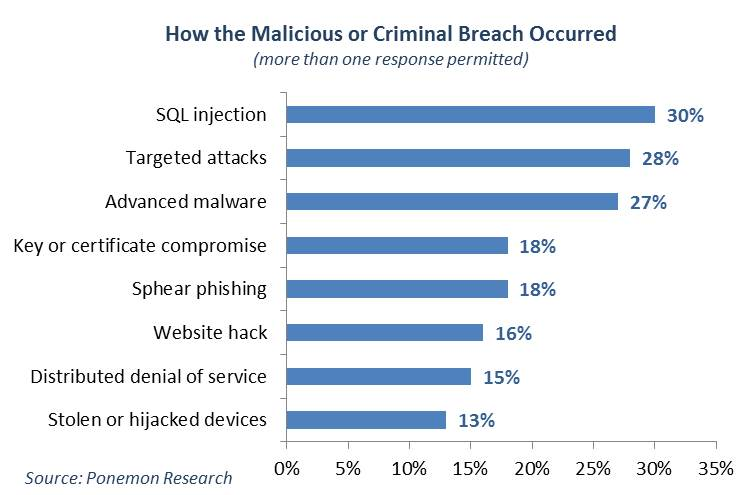 How the Malicious or Criminal Breach Occurred
(more than one response permitted)
SQL injection 30%
Targeted attacks 28%
Advanced malware 27%
Key or certificate compromise 18%
Sphear phishing 18%
Website hack 16%
Distributed denial of service 15%
Stolen or hijacked devices 13%
0% 5% 10% 15% 20% 25% 30% 35%
Source: Ponemon Research